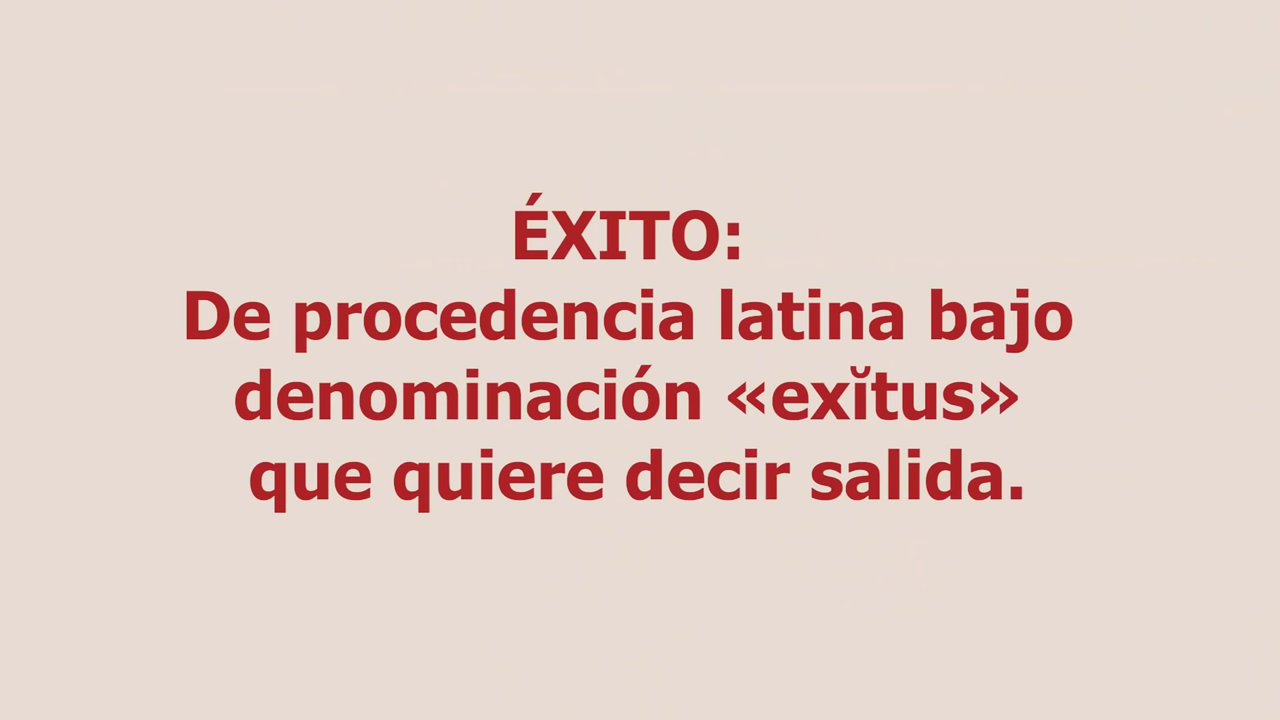 ÉXITO:
De procedencia latina bajo
denominación «exĭtus»
que quiere decir salida.